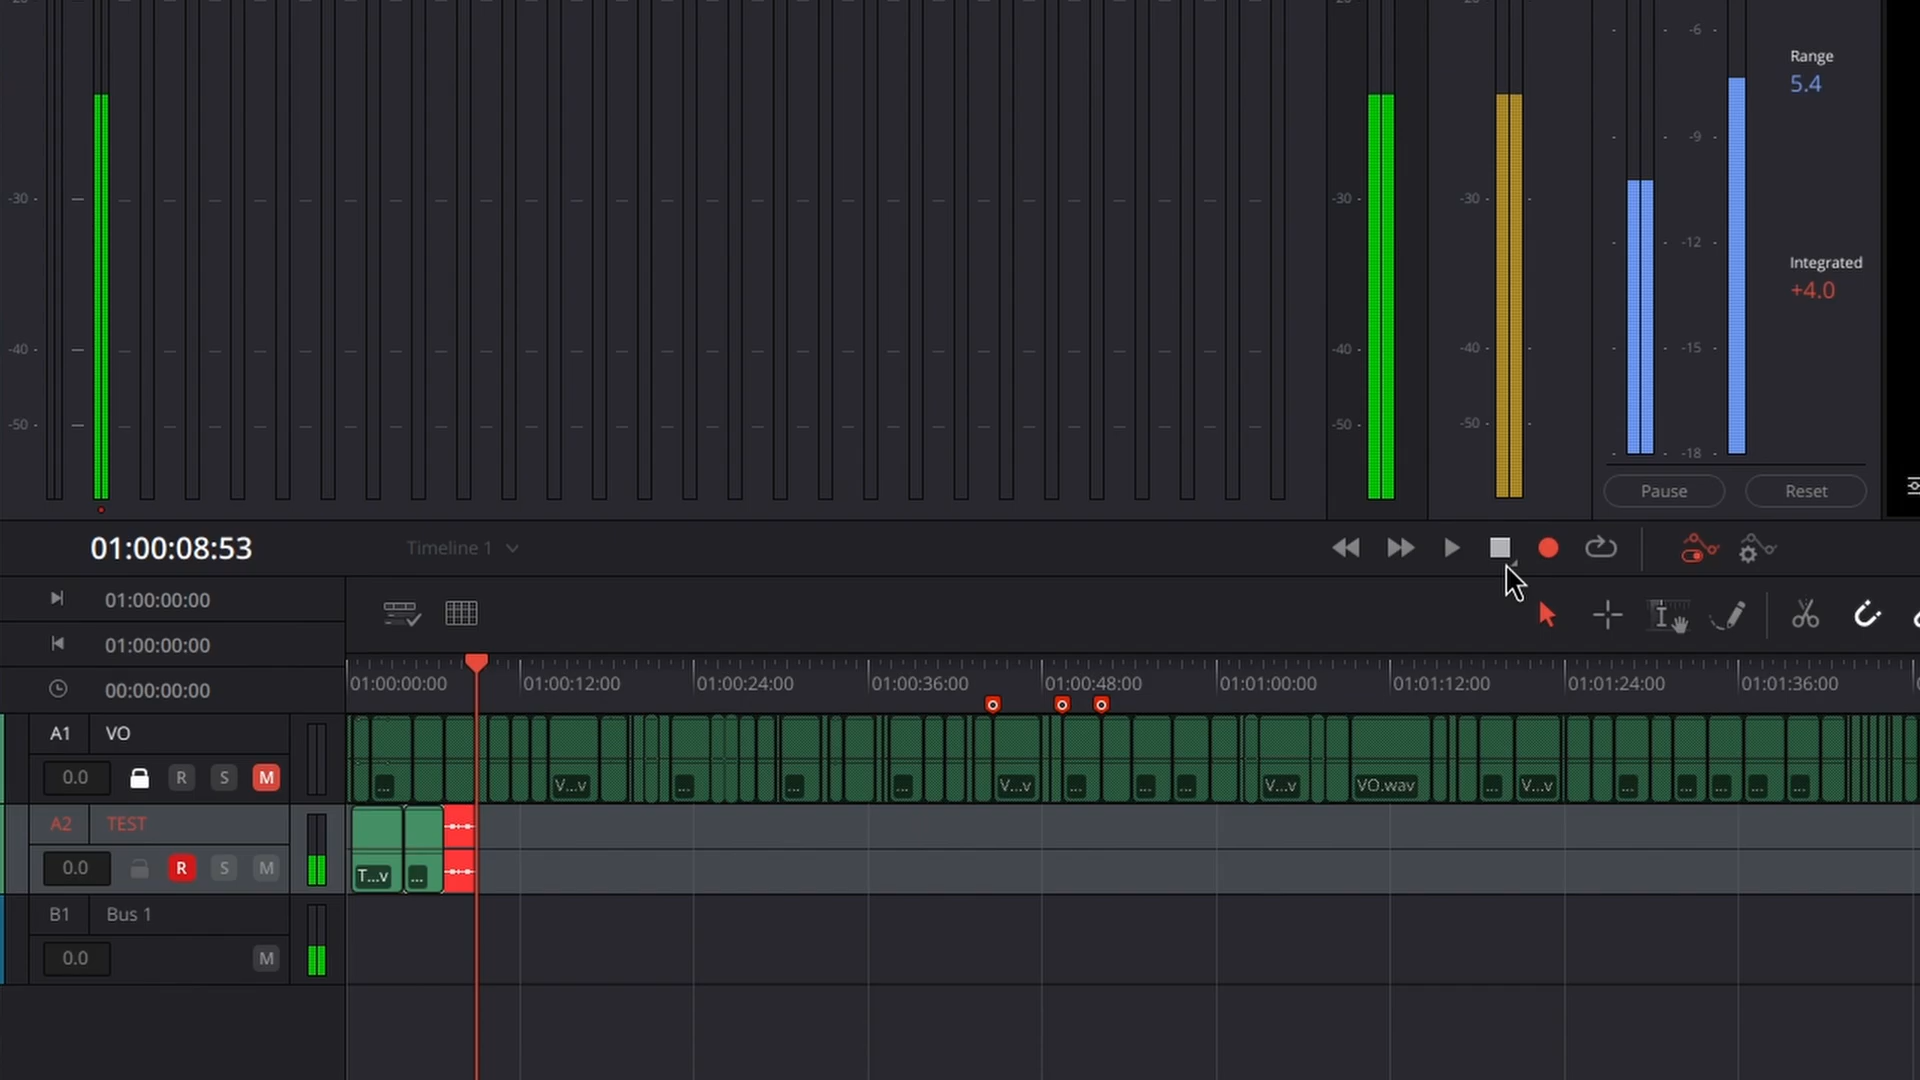 -6
Range
5.4
-9
-30
-30
-30
-12
Integrated
+4.0
-40
-40
-40
-15
-50
-50
-50
-18
Pause
Reset
01:00:08:53
Timeline 1
01:00:00:00
01:00:00:00
00:00:00:00
01:00:00:00
01:00:12:00
01:00:24:00
01:00:36:00
01:00:48:00
01:01:00:00
01:01:12:00
01:01:24:00
01:01:36:00
A1 VO
0.0 R S M
... V...v ... ... ... V...v ... ... ... V...v VO.wav ... V...v ... ... ... ... ...
A2 TEST
0.0 R S M
T...v ...
B1 Bus 1
0.0 M